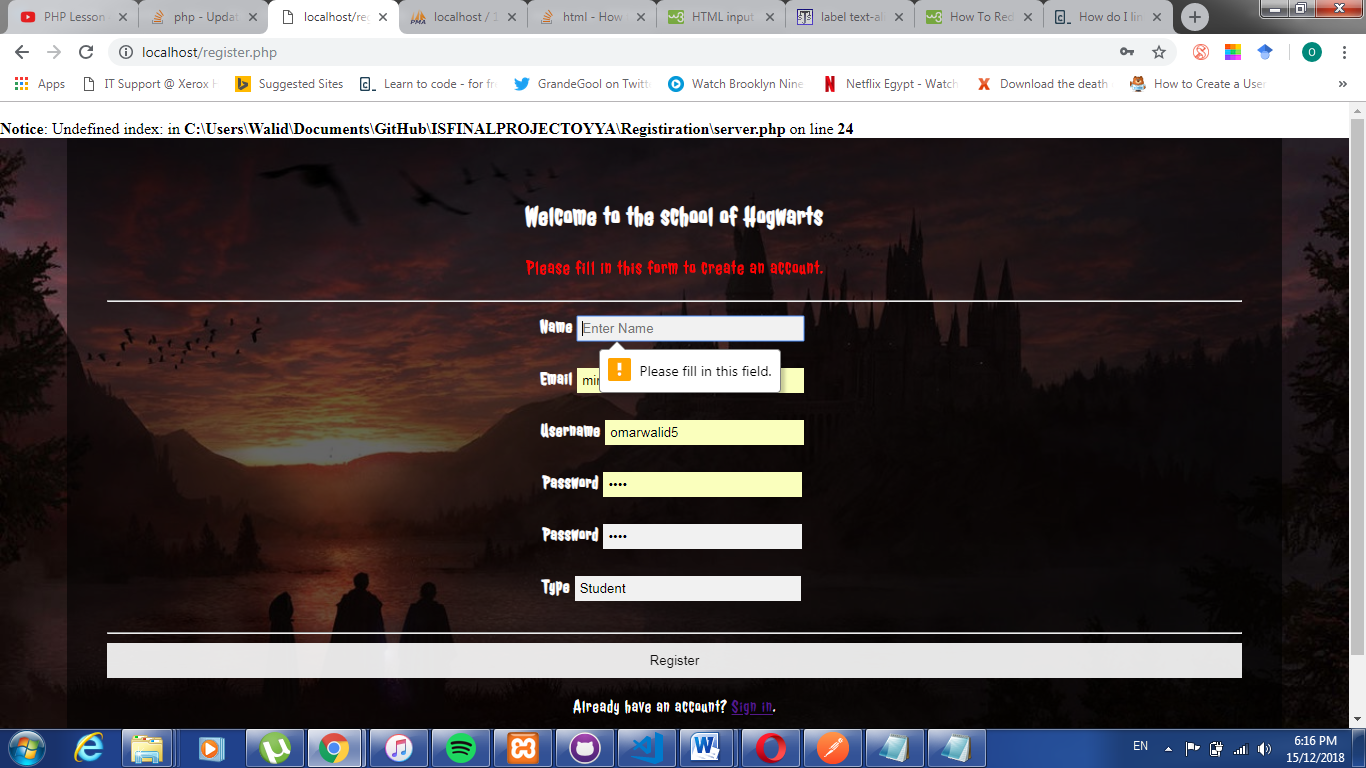 PHP Lesson
php - Updat
localhost/reg
localhost / 1
html - How
HTML input
label text-ali
How To Red
How do I lin
localhost/register.php
Apps
IT Support @ Xerox H
Suggested Sites
Learn to code - for fr
GrandeGool on Twitt
Watch Brooklyn Nine
Netflix Egypt - Watch
Download the death
How to Create a User
»
Notice: Undefined index: in C:\Users\Walid\Documents\GitHub\ISFINALPROJECTOYYA\Registiration\server.php on line 24
Welcome to the school of Hogwarts
Please fill in this form to create an account.
Name Enter Name
Please fill in this field.
Email
Username omarwalid5
Password ••••
Password ••••
Type Student
Register
Already have an account? Sign in.
EN
6:16 PM
15/12/2018